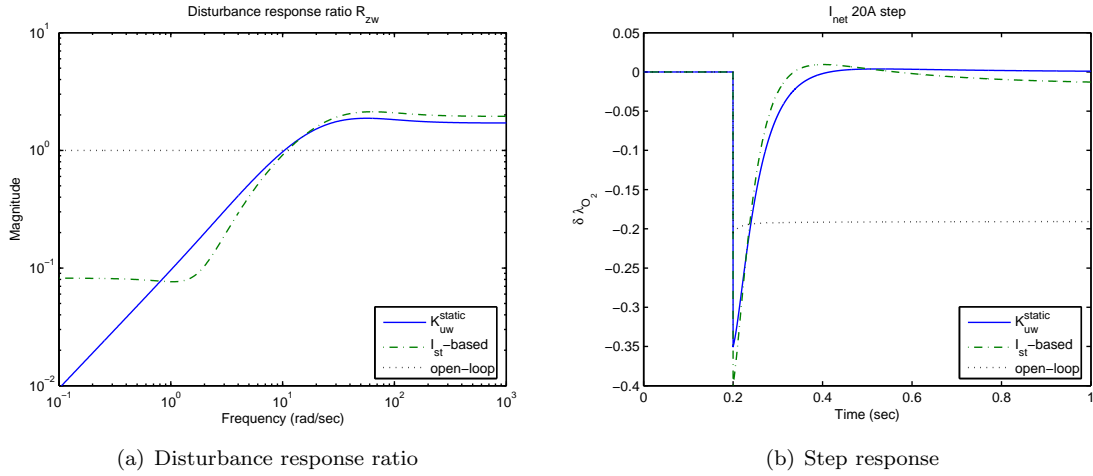 Disturbance response ratio R_zw
10^1
10^0
10^-1
10^-2
Magnitude
10^-1
10^0
10^1
10^2
10^3
Frequency (rad/sec)
K_uw^static
I_st-based
open-loop
(a) Disturbance response ratio
I_net 20A step
0.05
0
−0.05
−0.1
−0.15
−0.2
−0.25
−0.3
−0.35
−0.4
δ λ_O_2
0
0.2
0.4
0.6
0.8
1
Time (sec)
K_uw^static
I_st-based
open-loop
(b) Step response